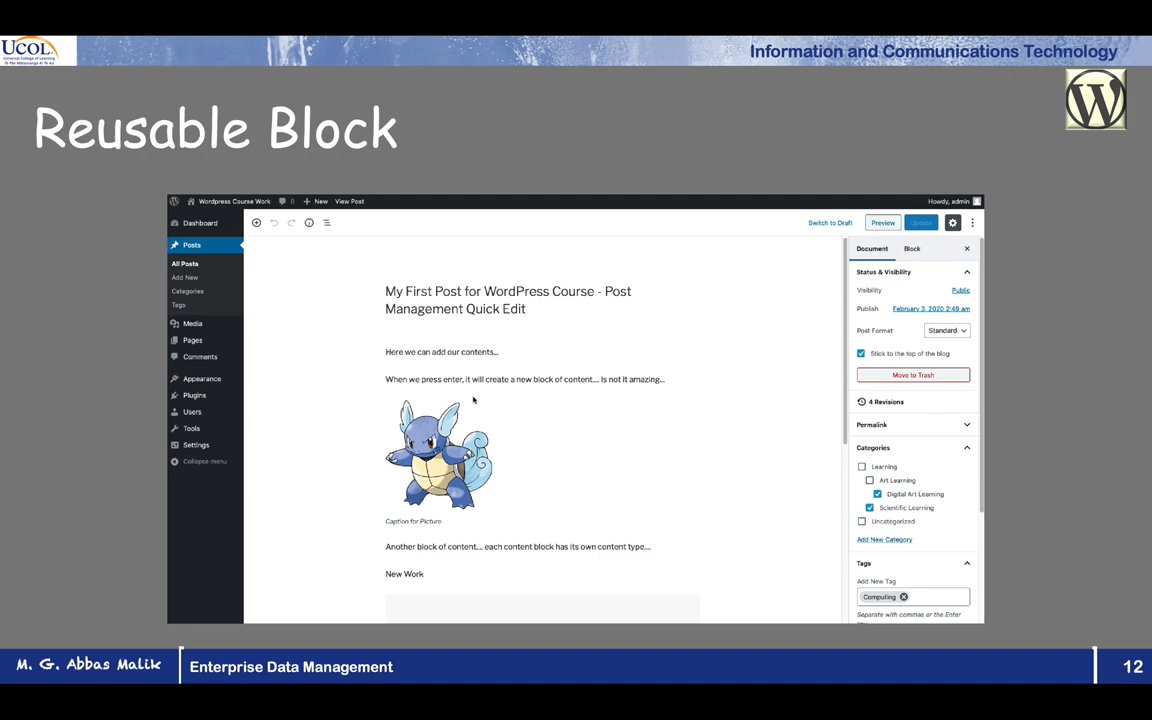 UCOL
Universal College of Learning
Information and Communications Technology
Reusable Block
Wordpress Course Work 0 New View Post Howdy, admin
Dashboard
Posts
All Posts
Add New
Categories
Tags
Media
Pages
Comments
Appearance
Plugins
Users
Tools
Settings
Collapse menu
Switch to Draft Preview Update
My First Post for WordPress Course - Post
Management Quick Edit
Here we can add our contents...
When we press enter, it will create a new block of content.... Is not it amazing...
Caption for Picture
Another block of content.... each content block has its own content type....
New Work
Document Block
Status & Visibility
Visibility Public
Publish February 3, 2020 2:49 am
Post Format Standard
Stick to the top of the blog
Move to Trash
4 Revisions
Permalink
Categories
Learning
Art Learning
Digital Art Learning
Scientific Learning
Uncategorized
Add New Category
Tags
Add New Tag
Computing
Separate with commas or the Enter
M. G. Abbas Malik Enterprise Data Management 12